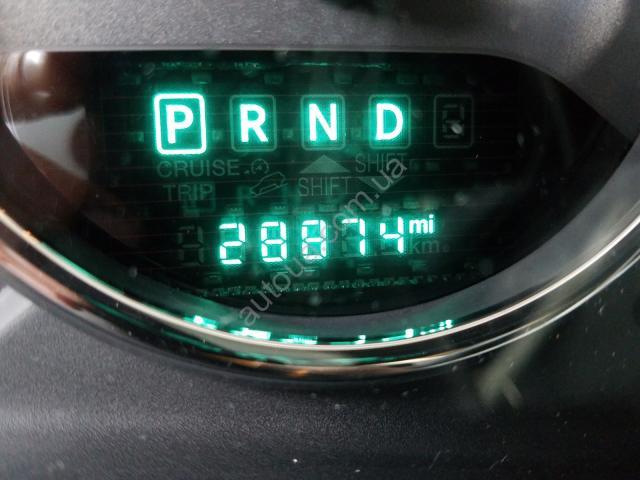 P R N D
CRUISE SHIFT
TRIP SHIFT
28874 mi
km
autoua.com.ua